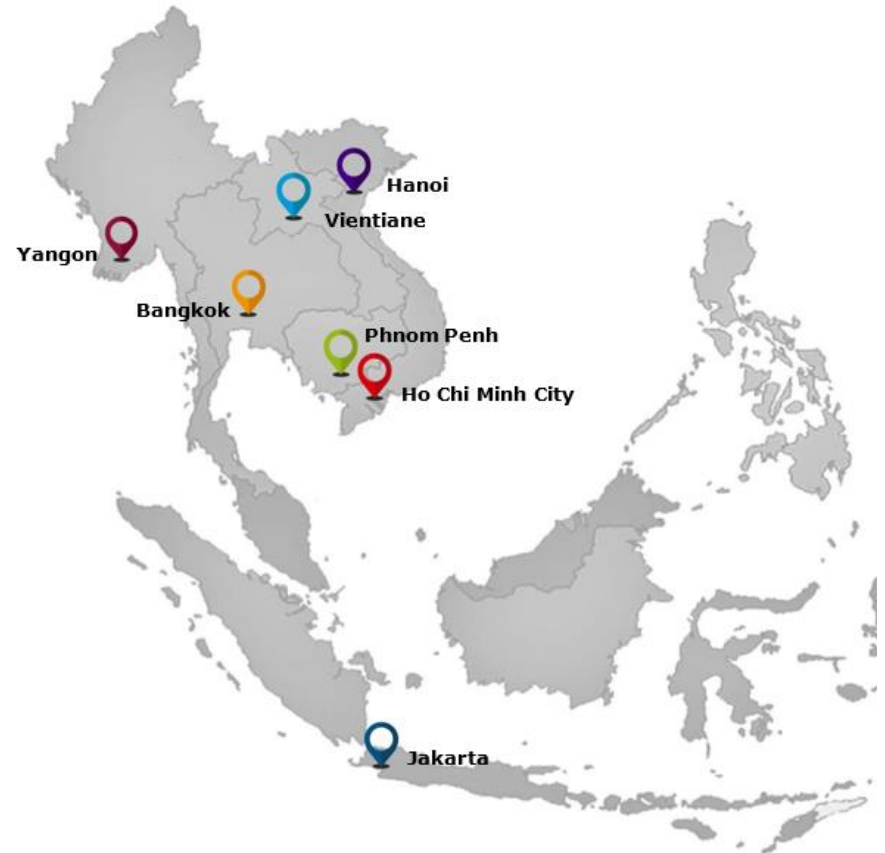 Hanoi
Vientiane
Yangon
Bangkok
Phnom Penh
Ho Chi Minh City
Jakarta